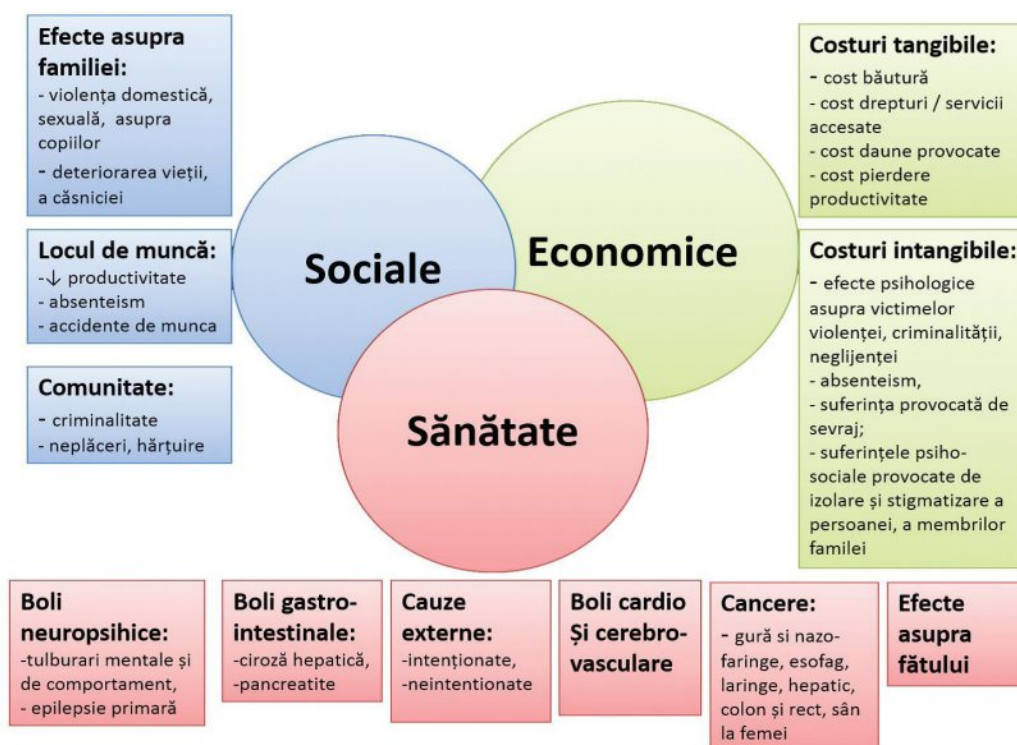 Efecte asupra
familiei:
- violența domestică,
sexuală, asupra
copiilor
- deteriorarea vieții,
a căsniciei
Locul de muncă:
-↓ productivitate
- absenteism
- accidente de munca
Comunitate:
- criminalitate
- neplăceri, hărțuire
Sociale
Economice
Sănătate
Costuri tangibile:
- cost băutură
- cost drepturi / servicii
accesate
- cost daune provocate
- cost pierdere
productivitate
Costuri intangibile:
- efecte psihologice
asupra victimelor
violenței, criminalității,
neglijenței
- absenteism,
- suferința provocată de
sevraj;
- suferințele psiho-
sociale provocate de
izolare și stigmatizare a
persoanei, a membrilor
familei
Boli
neuropsihice:
-tulburari mentale și
de comportament,
- epilepsie primară
Boli gastro-
intestinale:
-ciroză hepatică,
-pancreatite
Cauze
externe:
-intenționate,
-neintentionate
Boli cardio
Și cerebro-
vasculare
Cancere:
- gură si nazo-
faringe, esofag,
laringe, hepatic,
colon și rect, sân
la femei
Efecte
asupra
fătului